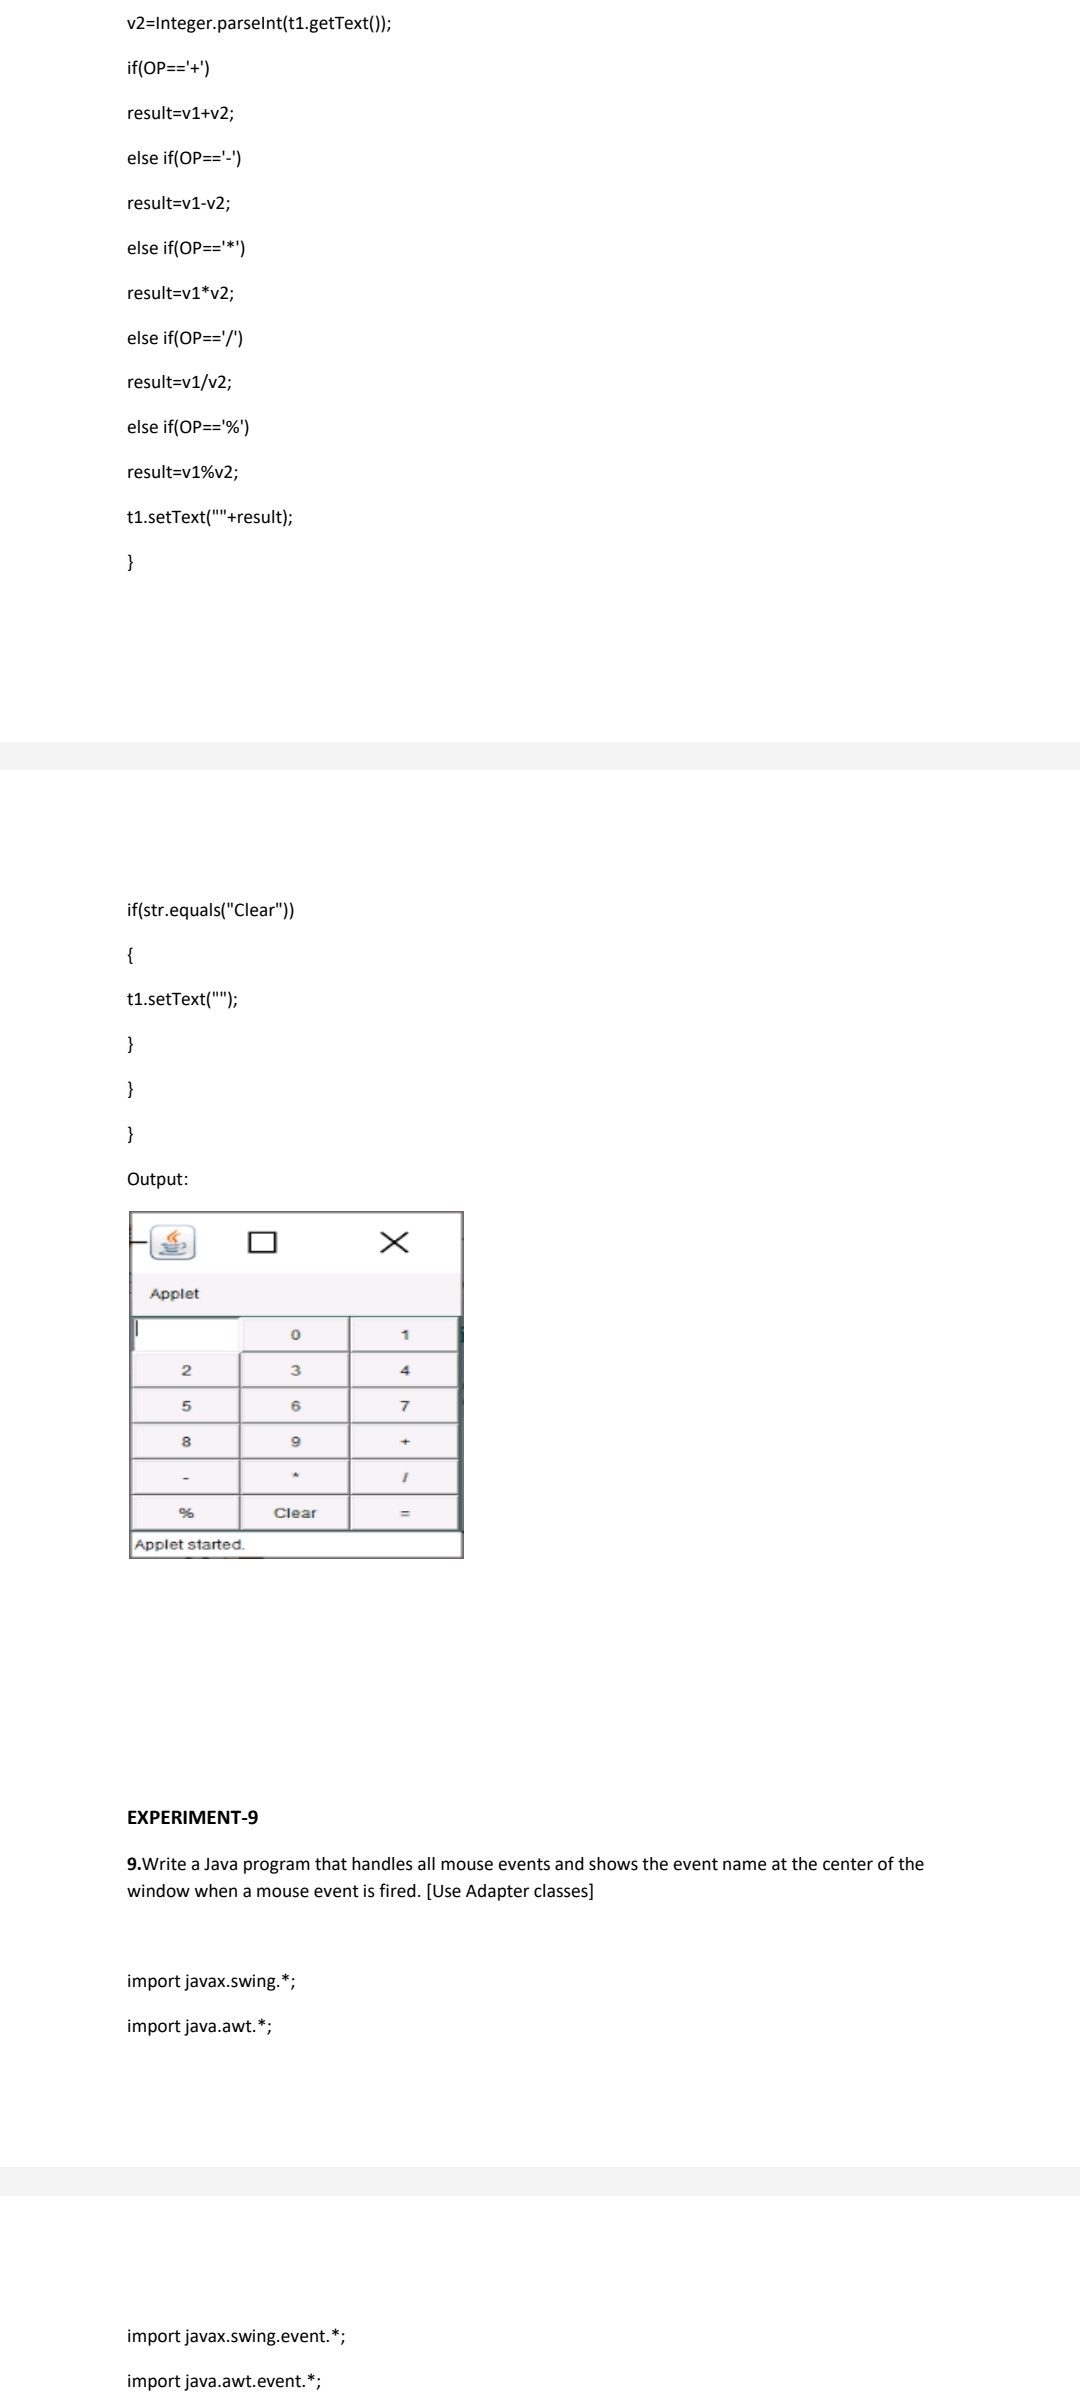 v2=Integer.parseInt(t1.getText());
if(OP=='+')
result=v1+v2;
else if(OP=='-')
result=v1-v2;
else if(OP=='*')
result=v1*v2;
else if(OP=='/')
result=v1/v2;
else if(OP=='%')
result=v1%v2;
t1.setText(""+result);
}
if(str.equals("Clear"))
{
t1.setText("");
}
}
}
Output:
Applet
0 1
2 3 4
5 6 7
8 9 +
- * /
% Clear =
Applet started.
EXPERIMENT-9
9.Write a Java program that handles all mouse events and shows the event name at the center of the
window when a mouse event is fired. [Use Adapter classes]
import javax.swing.*;
import java.awt.*;
import javax.swing.event.*;
import java.awt.event.*;